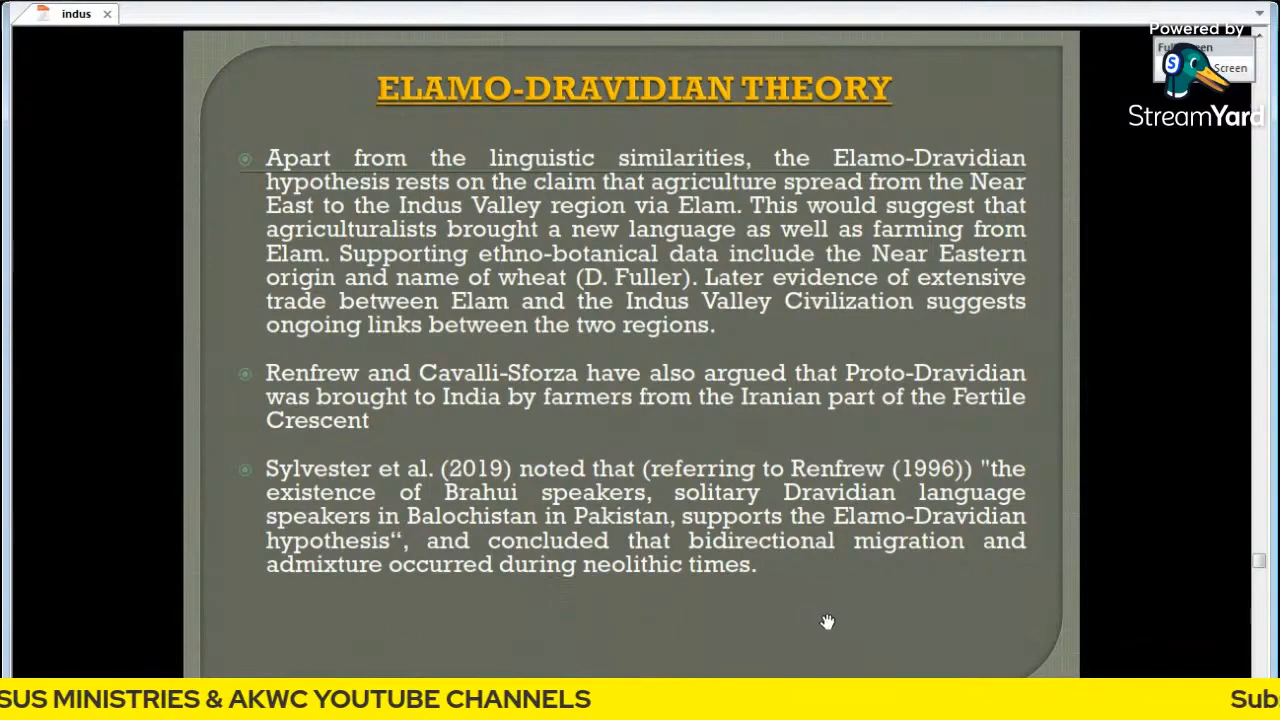 indus
Powered by
Screen
StreamYard
ELAMO-DRAVIDIAN THEORY
Apart from the linguistic similarities, the Elamo-Dravidian
hypothesis rests on the claim that agriculture spread from the Near
East to the Indus Valley region via Elam. This would suggest that
agriculturalists brought a new language as well as farming from
Elam. Supporting ethno-botanical data include the Near Eastern
origin and name of wheat (D. Fuller). Later evidence of extensive
trade between Elam and the Indus Valley Civilization suggests
ongoing links between the two regions.
Renfrew and Cavalli-Sforza have also argued that Proto-Dravidian
was brought to India by farmers from the Iranian part of the Fertile
Crescent
Sylvester et al. (2019) noted that (referring to Renfrew (1996)) "the
existence of Brahui speakers, solitary Dravidian language
speakers in Balochistan in Pakistan, supports the Elamo-Dravidian
hypothesis“, and concluded that bidirectional migration and
admixture occurred during neolithic times.
SUS MINISTRIES & AKWC YOUTUBE CHANNELS
Sub